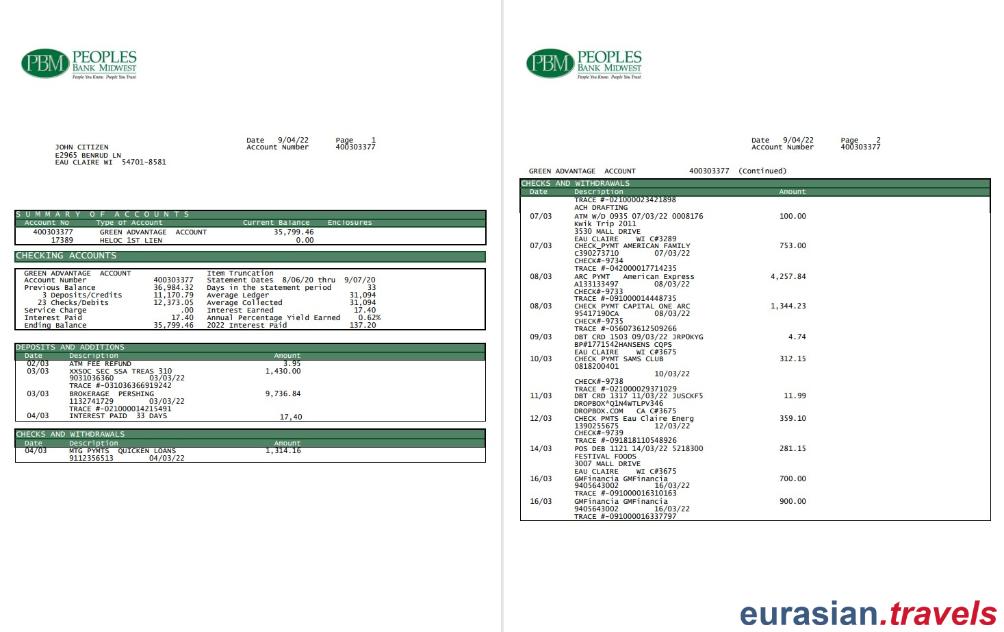 PBM PEOPLES
BANK MIDWEST
People You Know. People You Trust.
Date 9/04/22 Page 1
JOHN CITIZEN Account Number 400303377
E2965 BENRUD LN
EAU CLAIRE WI 54701-8581
SUMMARY OF ACCOUNTS
Account No Type of Account Current Balance Enclosures
400303377 GREEN ADVANTAGE ACCOUNT 35,799.46
17389 HELOC 1ST LIEN 0.00
CHECKING ACCOUNTS
GREEN ADVANTAGE ACCOUNT Item Truncation
Account Number 400303377 Statement Dates 8/06/20 thru 9/07/20
Previous Balance 36,984.32 Days in the statement period 33
3 Deposits/Credits 11,170.79 Average Ledger 31,094
23 Checks/Debits 12,373.05 Average Collected 31,094
Service Charge .00 Interest Earned 17.40
Interest Paid 17.40 Annual Percentage Yield Earned 0.62%
Ending Balance 35,799.46 2022 Interest Paid 137.20
DEPOSITS AND ADDITIONS
Date Description Amount
02/03 ATM FEE REFUND 3.95
03/03 XXSOC SEC SSA TREAS 310 1,430.00
9031036360 03/03/22
TRACE #-031036366919242
03/03 BROKERAGE PERSHING 9,736.84
1132741729 03/03/22
TRACE #-021000014215491
04/03 INTEREST PAID 33 DAYS 17,40
CHECKS AND WITHDRAWALS
Date Description Amount
04/03 MTG PYMTS QUICKEN LOANS 1,314.16
9112356513 04/03/22
PBM PEOPLES
BANK MIDWEST
People You Know. People You Trust.
Date 9/04/22 Page 2
Account Number 400303377
GREEN ADVANTAGE ACCOUNT 400303377 (Continued)
CHECKS AND WITHDRAWALS
Date Description Amount
TRACE #-021000023421898
ACH DRAFTING
07/03 ATM W/D 0935 07/03/22 0008176 100.00
Kwik Trip 2011
3530 MALL DRIVE
EAU CLAIRE WI C#3289
07/03 CHECK_PYMT AMERICAN FAMILY 753.00
c390273710 07/03/22
CHECK#-9734
TRACE #-042000017714235
08/03 ARC PYMT American Express 4,257.84
A133133497 08/03/22
CHECK#-9733
TRACE #-091000014448735
08/03 CHECK PYMT CAPITAL ONE ARC 1,344.23
95417190CA 08/03/22
CHECK#-9735
TRACE #-056073612509266
09/03 DBT CRD 1503 09/03/22 JRPOKYG 4.74
BP#1771542HANSENS CQPS
EAU CLAIRE WI C#3675
10/03 CHECK PYMT SAMS CLUB 312.15
0818200401
10/03/22
CHECK#-9738
TRACE #-021000029371029
11/03 DBT CRD 1317 11/03/22 JUSCKF5 11.99
DROPBOX*Q1N4WTLPV346
DROPBOX.COM CA C#3675
12/03 CHECK PMTS Eau Claire Energ 359.10
1390255675 12/03/22
CHECK#-9739
TRACE #-091818110548926
14/03 POS DEB 1121 14/03/22 5218300 281.15
FESTIVAL FOODS
3007 MALL DRIVE
EAU CLAIRE WI C#3675
16/03 GMFinancia GMFinancia 700.00
9405643002 16/03/22
TRACE #-091000016310163
16/03 GMFinancia GMFinancia 900.00
9405643002 16/03/22
TRACE #-091000016337797
eurasian.travels